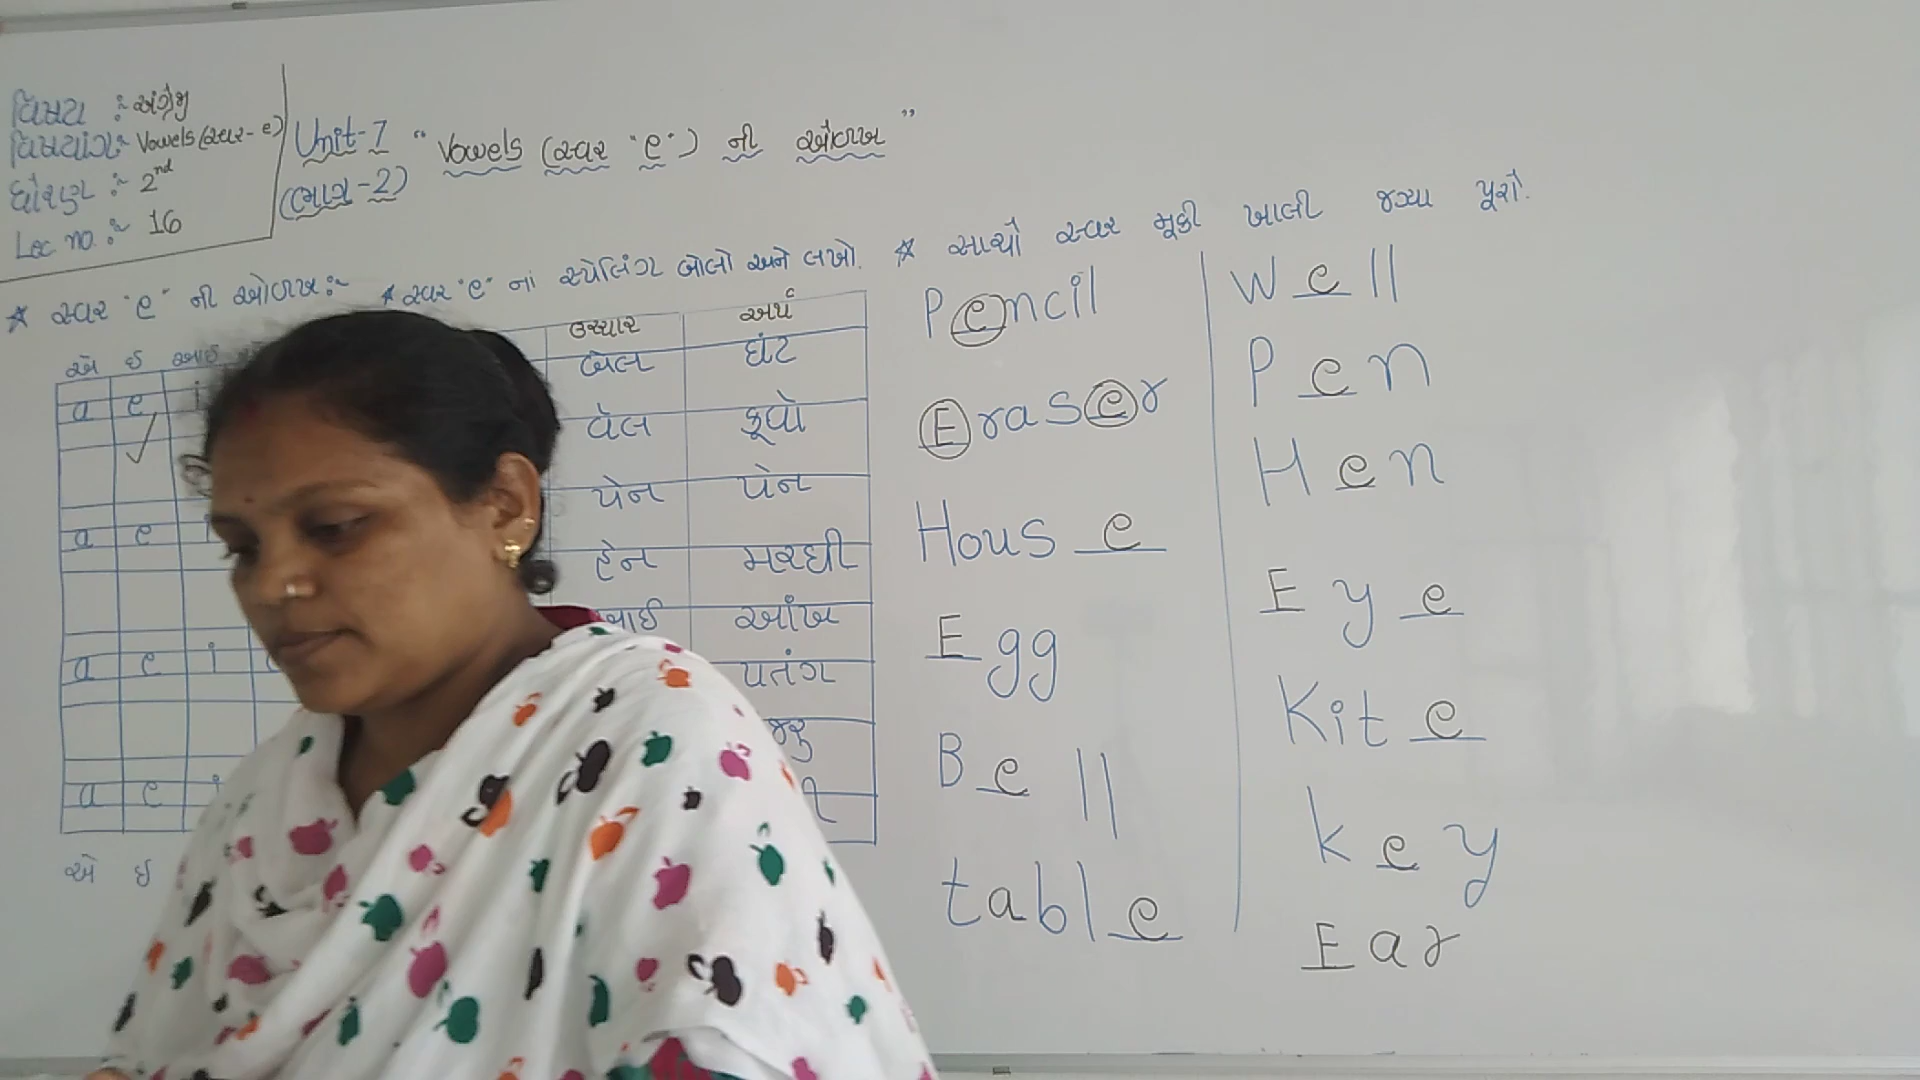 વિષય :- અંગ્રેજી
વિષયાંગ:- Vowels (સ્વર- e)
ધોરણ :- 2nd
Lec no. :- 16
Unit-7 " Vowels (સ્વર "e") ની ઓળખ "
(ભાગ-2)
★ સ્વર "e" ની ઓળખ :-
એ ઈ આઈ
a e i
a e i
a e i
a e i
એ ઈ
★ સ્વર "e" નાં સ્પેલિંગ બોલો અને લખો.
ઉચ્ચાર અર્થ
બેલ ઘંટ
વેલ કૂવો
પેન પેન
હેન મરઘી
આંખ
પતંગ
★ સાચો સ્વર મૂકી ખાલી જગ્યા પૂરો.
Pencil
Eraser
House
Egg
Bell
table
Well
Pen
Hen
Eye
Kite
key
Ear